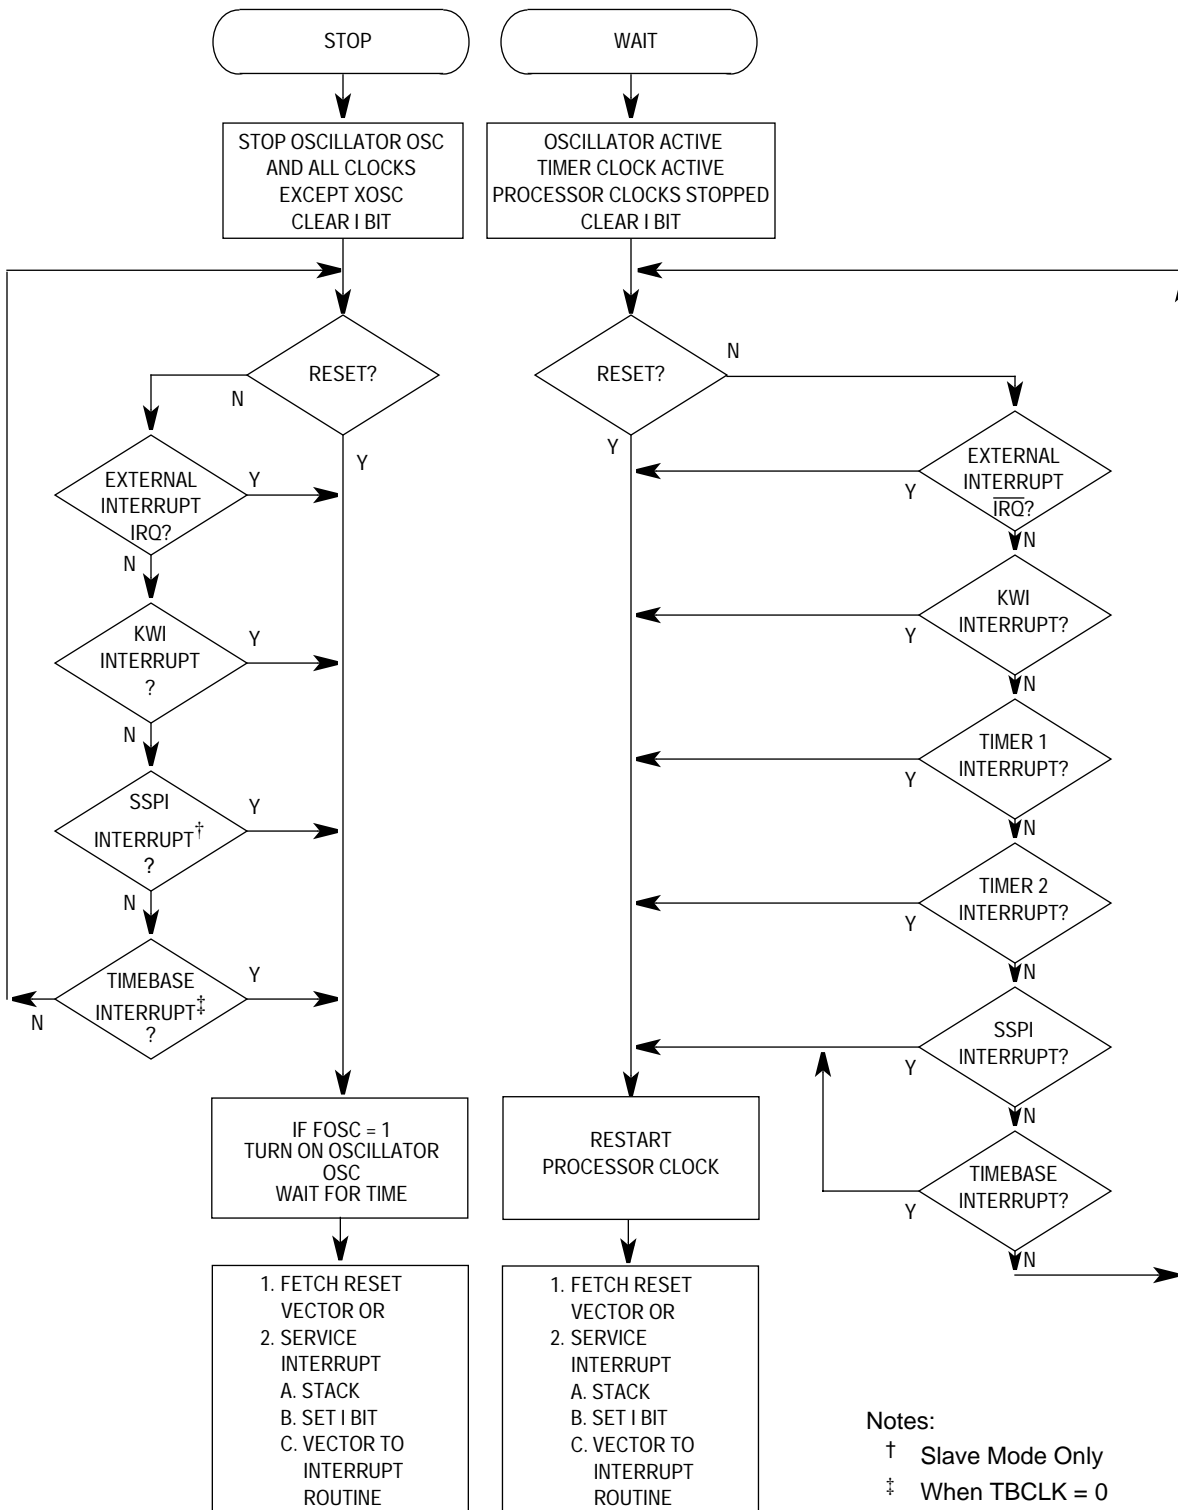 STOP
STOP OSCILLATOR OSC
AND ALL CLOCKS
EXCEPT XOSC
CLEAR I BIT
RESET?
N
Y
EXTERNAL
INTERRUPT
IRQ?
Y
N
KWI
INTERRUPT
?
Y
N
SSPI
INTERRUPT†
?
Y
N
TIMEBASE
INTERRUPT‡
?
Y
N
IF FOSC = 1
TURN ON OSCILLATOR
OSC
WAIT FOR TIME
1. FETCH RESET
VECTOR OR
2. SERVICE
INTERRUPT
A. STACK
B. SET I BIT
C. VECTOR TO
INTERRUPT
ROUTINE
WAIT
OSCILLATOR ACTIVE
TIMER CLOCK ACTIVE
PROCESSOR CLOCKS STOPPED
CLEAR I BIT
RESET?
N
Y
EXTERNAL
INTERRUPT
I̅R̅Q̅?
Y
N
KWI
INTERRUPT?
Y
N
TIMER 1
INTERRUPT?
Y
N
TIMER 2
INTERRUPT?
Y
N
SSPI
INTERRUPT?
Y
N
TIMEBASE
INTERRUPT?
Y
N
RESTART
PROCESSOR CLOCK
1. FETCH RESET
VECTOR OR
2. SERVICE
INTERRUPT
A. STACK
B. SET I BIT
C. VECTOR TO
INTERRUPT
ROUTINE
Notes:
† Slave Mode Only
‡ When TBCLK = 0